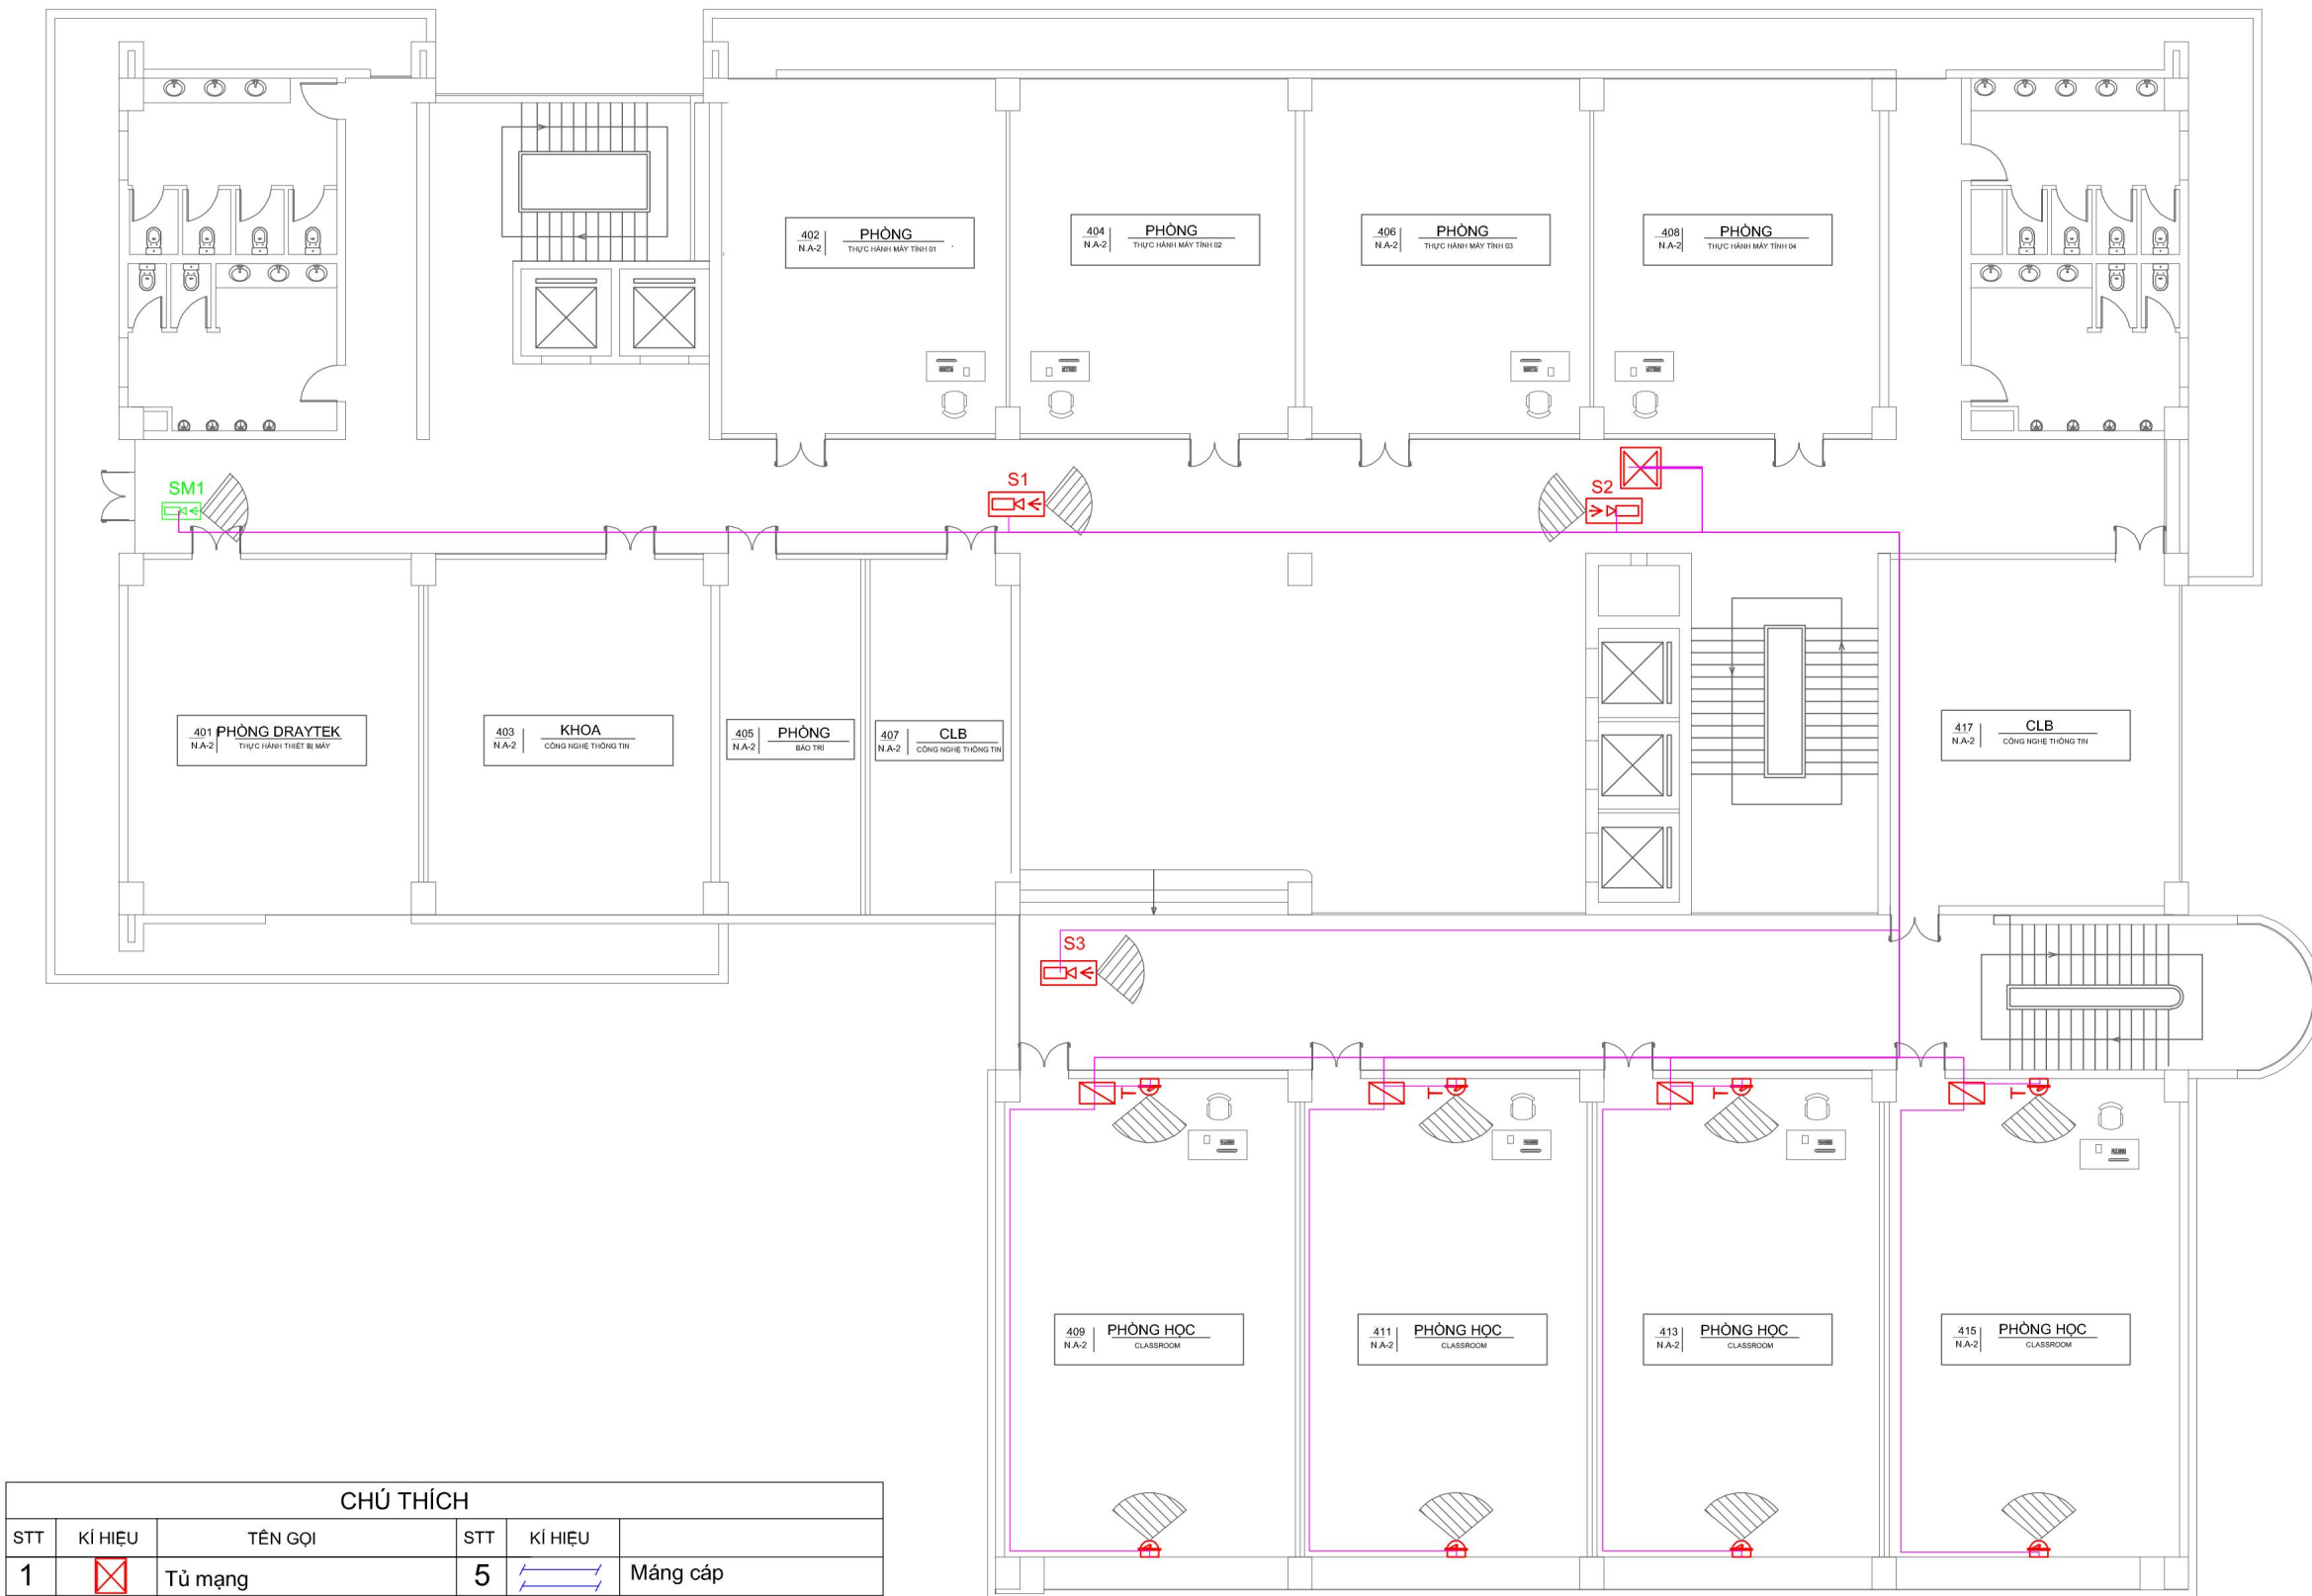 402 PHÒNG
N.A-2 THỰC HÀNH MÁY TÍNH 01
404 PHÒNG
N.A-2 THỰC HÀNH MÁY TÍNH 02
406 PHÒNG
N.A-2 THỰC HÀNH MÁY TÍNH 03
408 PHÒNG
N.A-2 THỰC HÀNH MÁY TÍNH 04
SM1
S1
S2
401 PHÒNG DRAYTEK
N.A-2 THỰC HÀNH THIẾT BỊ MÁY
403 KHOA
N.A-2 CÔNG NGHỆ THÔNG TIN
405 PHÒNG
N.A-2 BẢO TRÌ
407 CLB
N.A-2 CÔNG NGHỆ THÔNG TIN
417 CLB
N.A-2 CÔNG NGHỆ THÔNG TIN
S3
T
T
T
T
409 PHÒNG HỌC
N.A-2 CLASSROOM
411 PHÒNG HỌC
N.A-2 CLASSROOM
413 PHÒNG HỌC
N.A-2 CLASSROOM
415 PHÒNG HỌC
N.A-2 CLASSROOM
CHÚ THÍCH
STT KÍ HIỆU TÊN GỌI STT KÍ HIỆU
1 Tủ mạng 5 Máng cáp